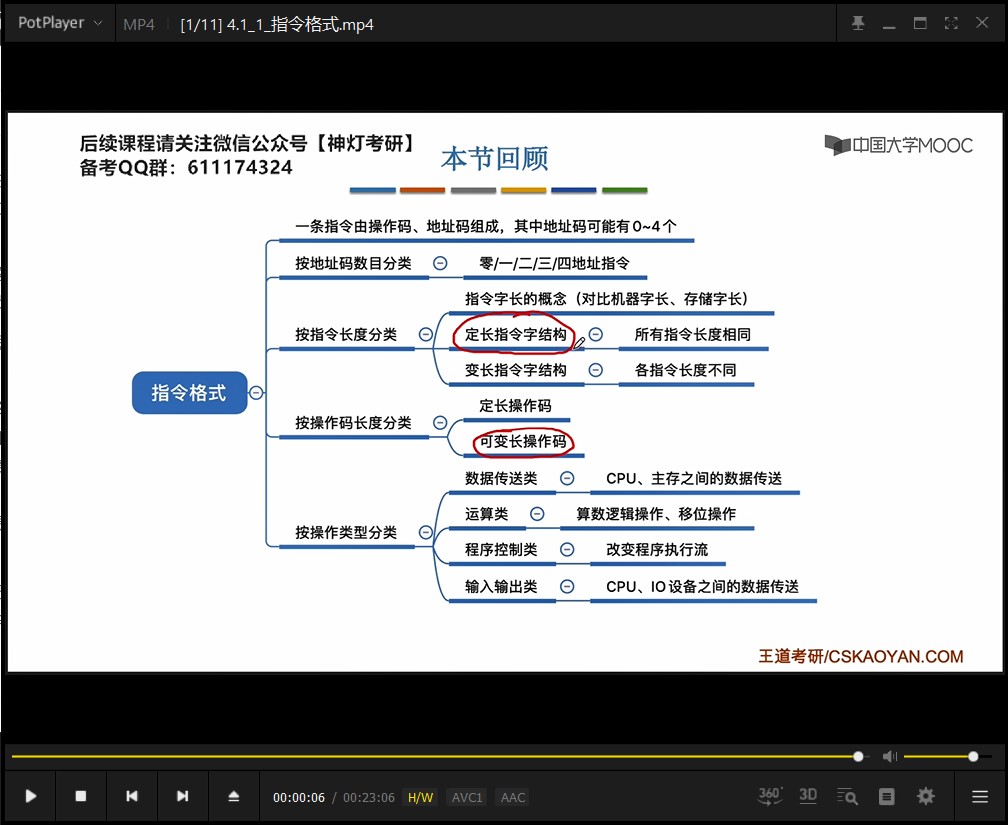 PotPlayer MP4 [1/11] 4.1_1_指令格式.mp4
后续课程请关注微信公众号【神灯考研】
备考QQ群：611174324
本节回顾
中国大学MOOC
一条指令由操作码、地址码组成，其中地址码可能有0~4个
按地址码数目分类 零/一/二/三/四地址指令
指令字长的概念（对比机器字长、存储字长）
按指令长度分类 定长指令字结构 所有指令长度相同
变长指令字结构 各指令长度不同
指令格式
定长操作码
按操作码长度分类
可变长操作码
数据传送类 CPU、主存之间的数据传送
运算类 算数逻辑操作、移位操作
按操作类型分类
程序控制类 改变程序执行流
输入输出类 CPU、IO设备之间的数据传送
王道考研/CSKAOYAN.COM
00:00:06 / 00:23:06 H/W AVC1 AAC 360° 3D